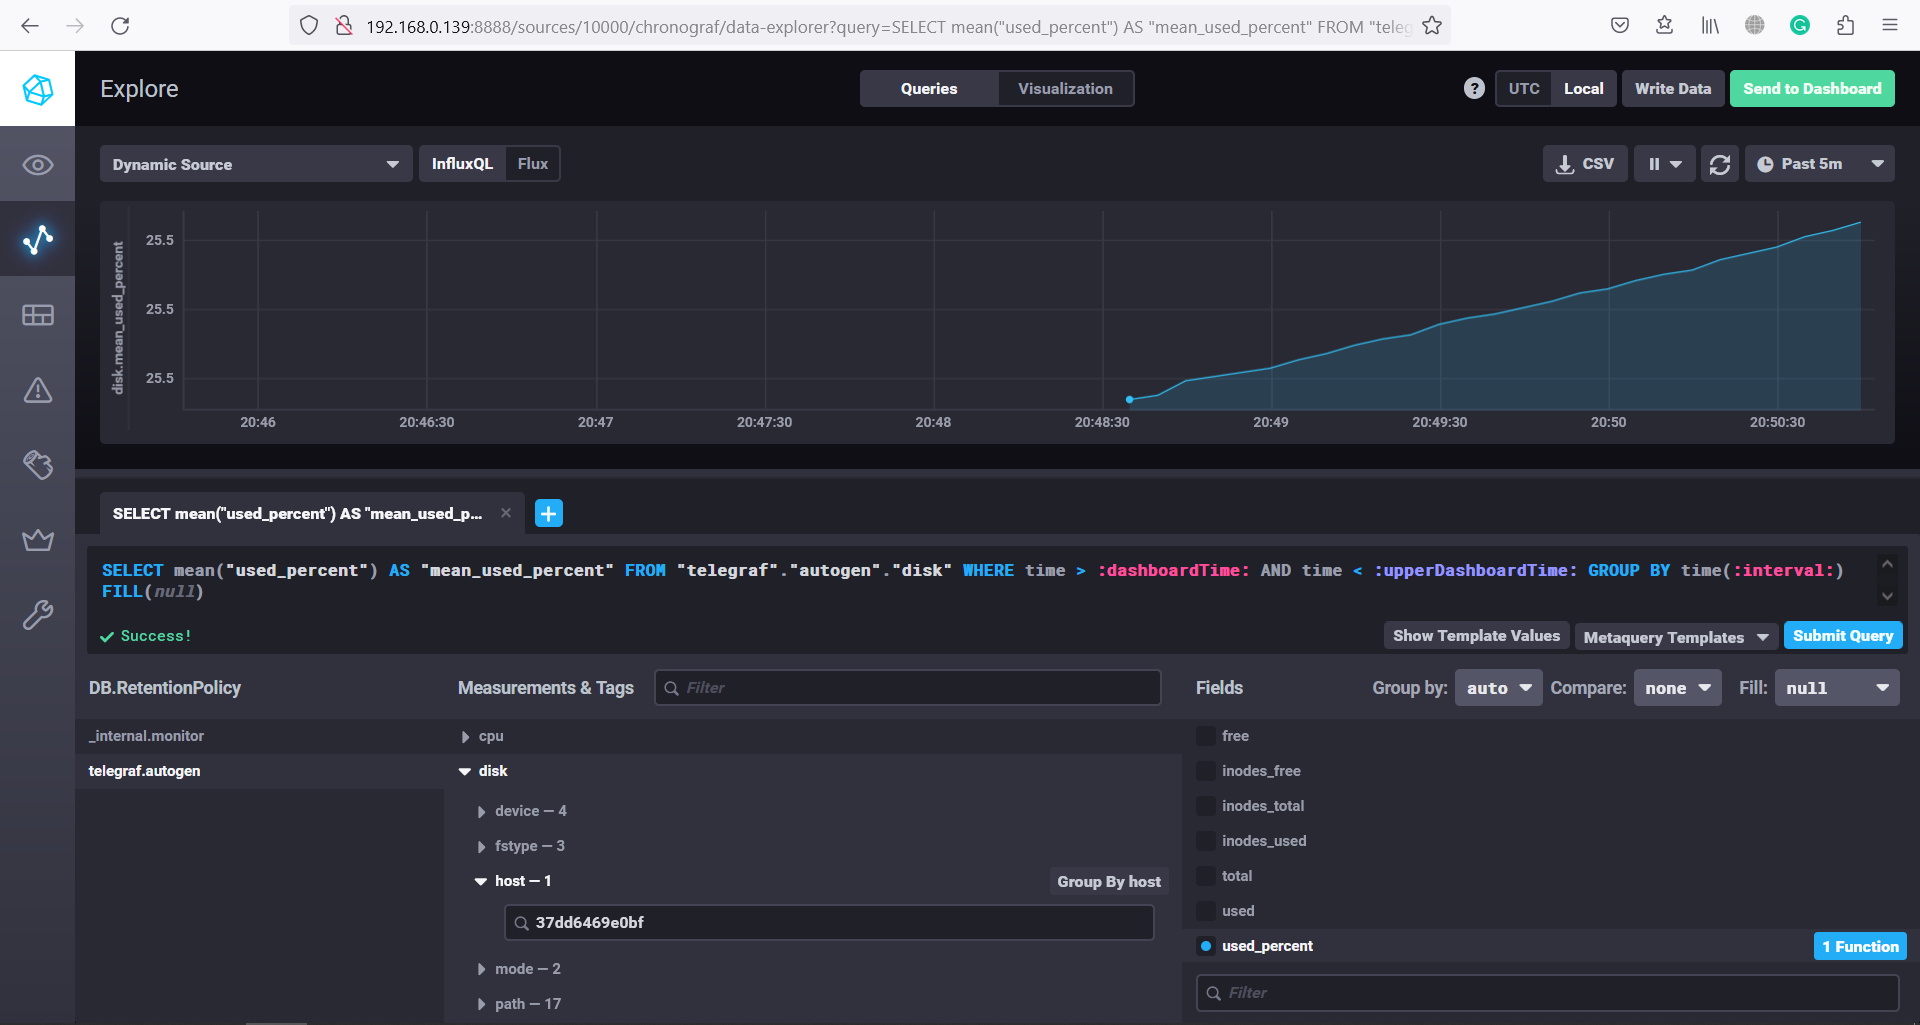 192.168.0.139:8888/sources/10000/chronograf/data-explorer?query=SELECT mean("used_percent") AS "mean_used_percent" FROM "teleg
Explore
Queries
Visualization
?
UTC
Local
Write Data
Send to Dashboard
Dynamic Source
InfluxQL
Flux
CSV
Past 5m
disk.mean_used_percent
25.5
25.5
25.5
20:46
20:46:30
20:47
20:47:30
20:48
20:48:30
20:49
20:49:30
20:50
20:50:30
SELECT mean("used_percent") AS "mean_used_p...
SELECT mean("used_percent") AS "mean_used_percent" FROM "telegraf"."autogen"."disk" WHERE time > :dashboardTime: AND time < :upperDashboardTime: GROUP BY time(:interval:)
FILL(null)
Success!
Show Template Values
Metaquery Templates
Submit Query
DB.RetentionPolicy
Measurements & Tags
Filter
Fields
Group by:
auto
Compare:
none
Fill:
null
_internal.monitor
telegraf.autogen
cpu
disk
device — 4
fstype — 3
host — 1
Group By host
37dd6469e0bf
mode — 2
path — 17
free
inodes_free
inodes_total
inodes_used
total
used
used_percent
1 Function
Filter